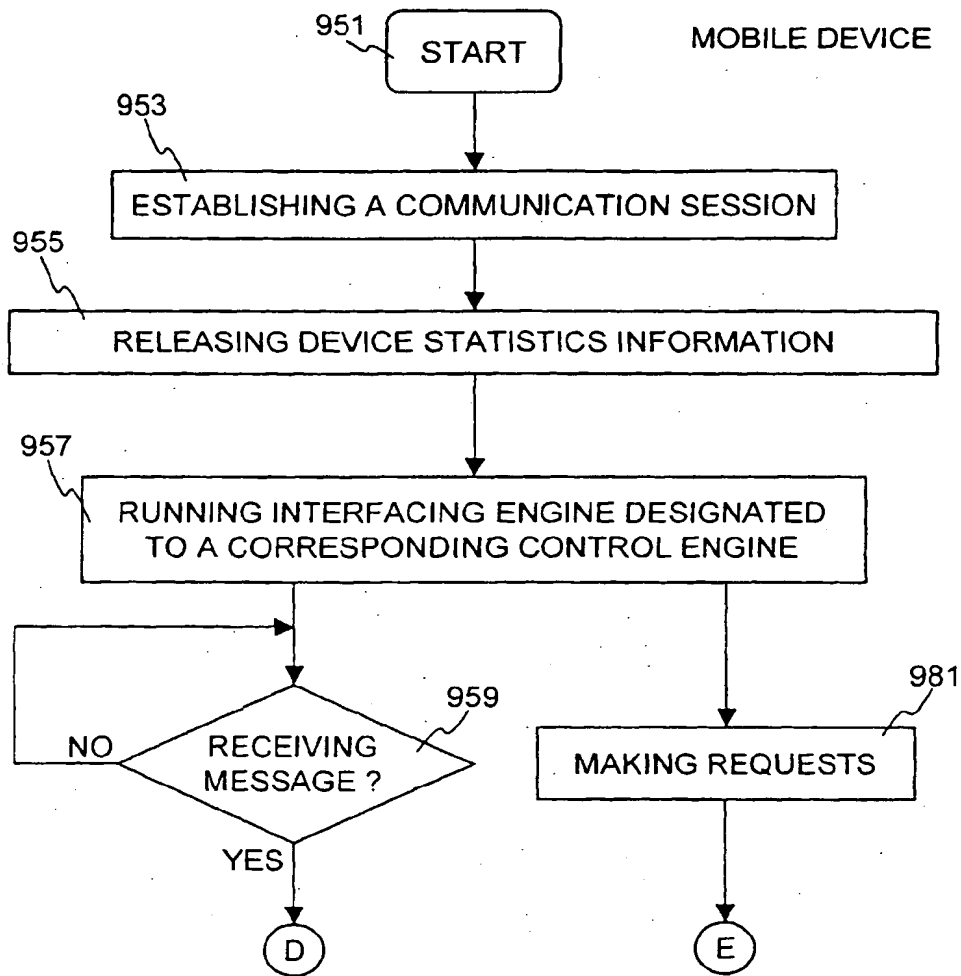 951
START
MOBILE DEVICE
953
ESTABLISHING A COMMUNICATION SESSION
955
RELEASING DEVICE STATISTICS INFORMATION
957
RUNNING INTERFACING ENGINE DESIGNATED
TO A CORRESPONDING CONTROL ENGINE
959
NO
RECEIVING
MESSAGE ?
YES
D
981
MAKING REQUESTS
E